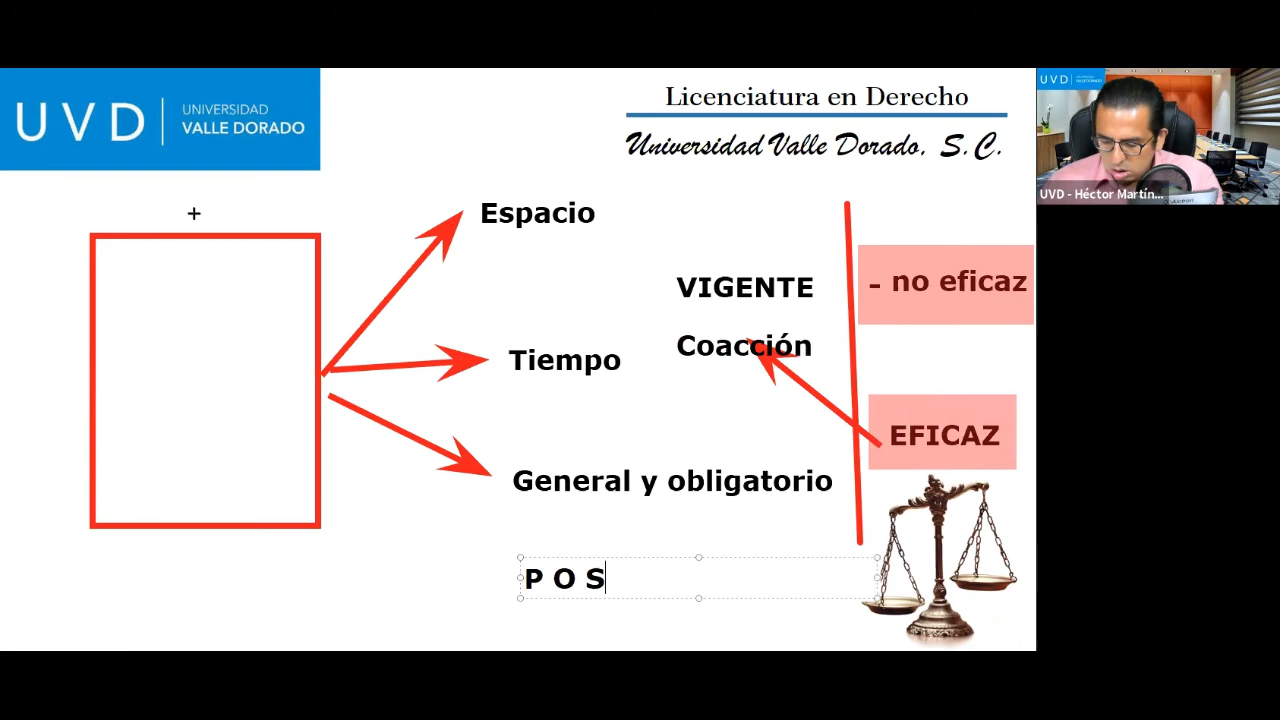 UVD
UNIVERSIDAD
VALLE DORADO
Licenciatura en Derecho
Universidad Valle Dorado, S.C.
+
Espacio
VIGENTE
- no eficaz
Coacción
Tiempo
EFICAZ
General y obligatorio
P O S
UVD
UVD - Héctor Martín...